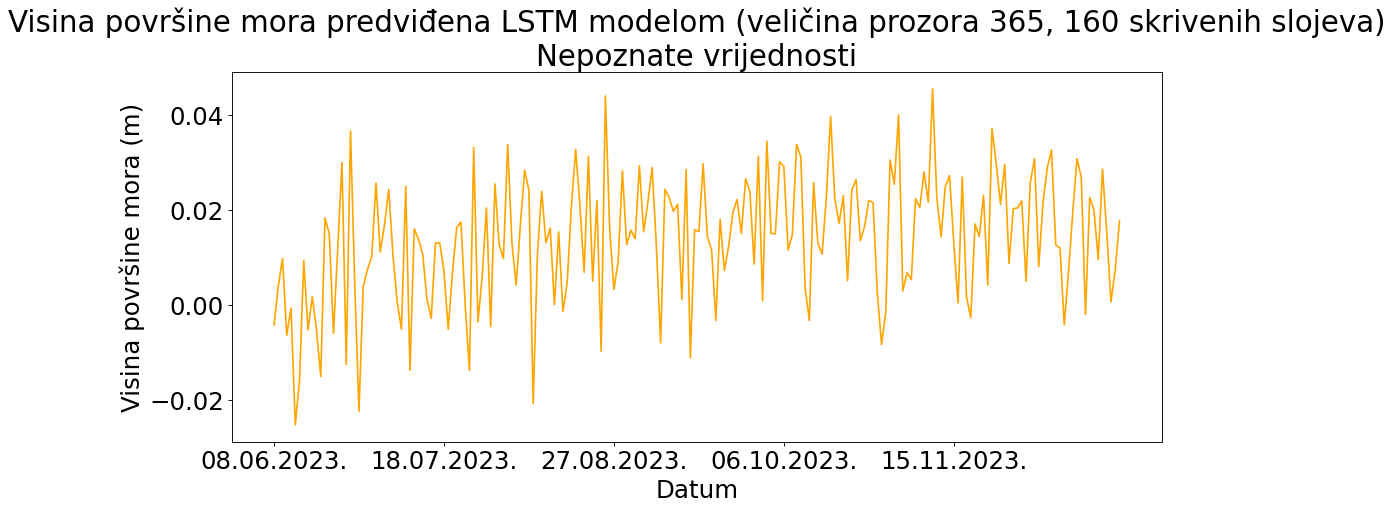 Visina površine mora predviđena LSTM modelom (veličina prozora 365, 160 skrivenih slojeva)
Nepoznate vrijednosti
Visina površine mora (m)
0.04
0.02
0.00
−0.02
08.06.2023. 18.07.2023. 27.08.2023. 06.10.2023. 15.11.2023.
Datum